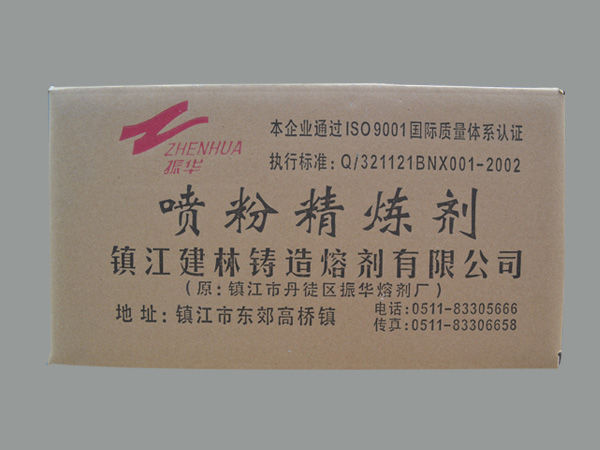 ZHENHUA
振华
本企业通过ISO9001国际质量体系认证
执行标准：Q/321121BNX001-2002
喷粉精炼剂
镇江建林铸造熔剂有限公司
（原：镇江市丹徒区振华熔剂厂）
地址：镇江市东郊高桥镇
电话：0511-83305666
传真：0511-83306658